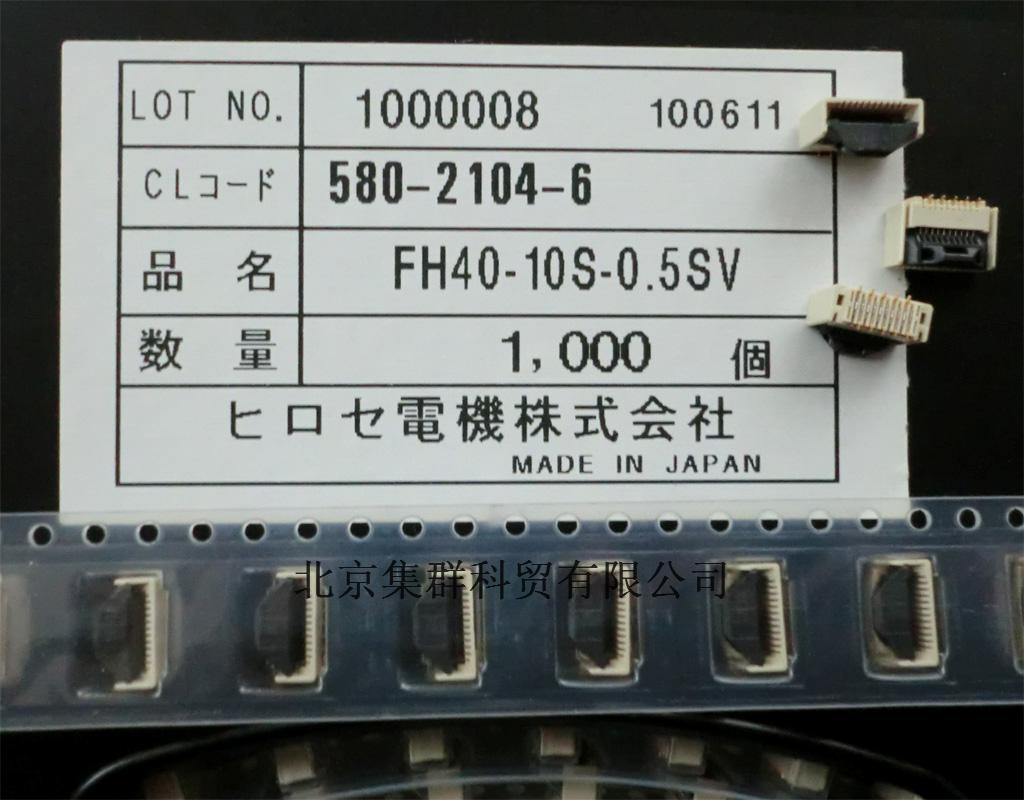 LOT NO. 1000008 100611
CLコード 580-2104-6
品名 FH40-10S-0.5SV
数量 1,000 個
ヒロセ電機株式会社
MADE IN JAPAN
北京集群科贸有限公司